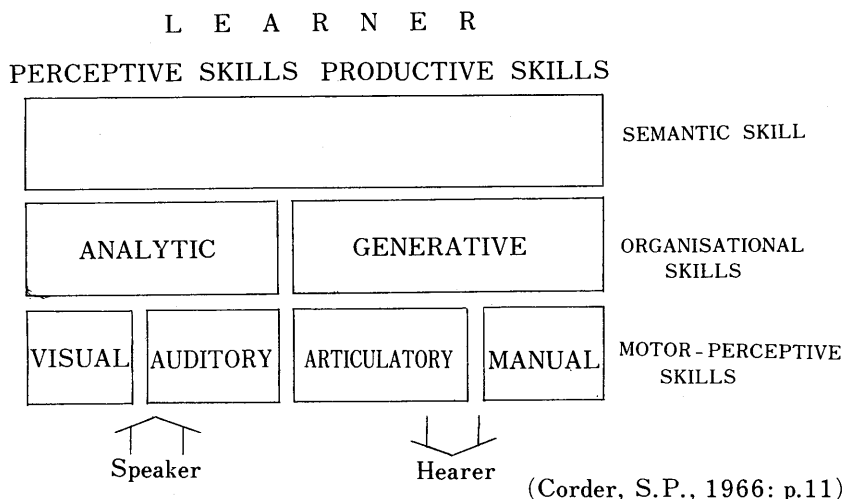 L E A R N E R
PERCEPTIVE SKILLS PRODUCTIVE SKILLS
SEMANTIC SKILL
ANALYTIC GENERATIVE ORGANISATIONAL
SKILLS
VISUAL AUDITORY ARTICULATORY MANUAL MOTOR-PERCEPTIVE
SKILLS
Speaker Hearer
(Corder, S.P., 1966: p.11)